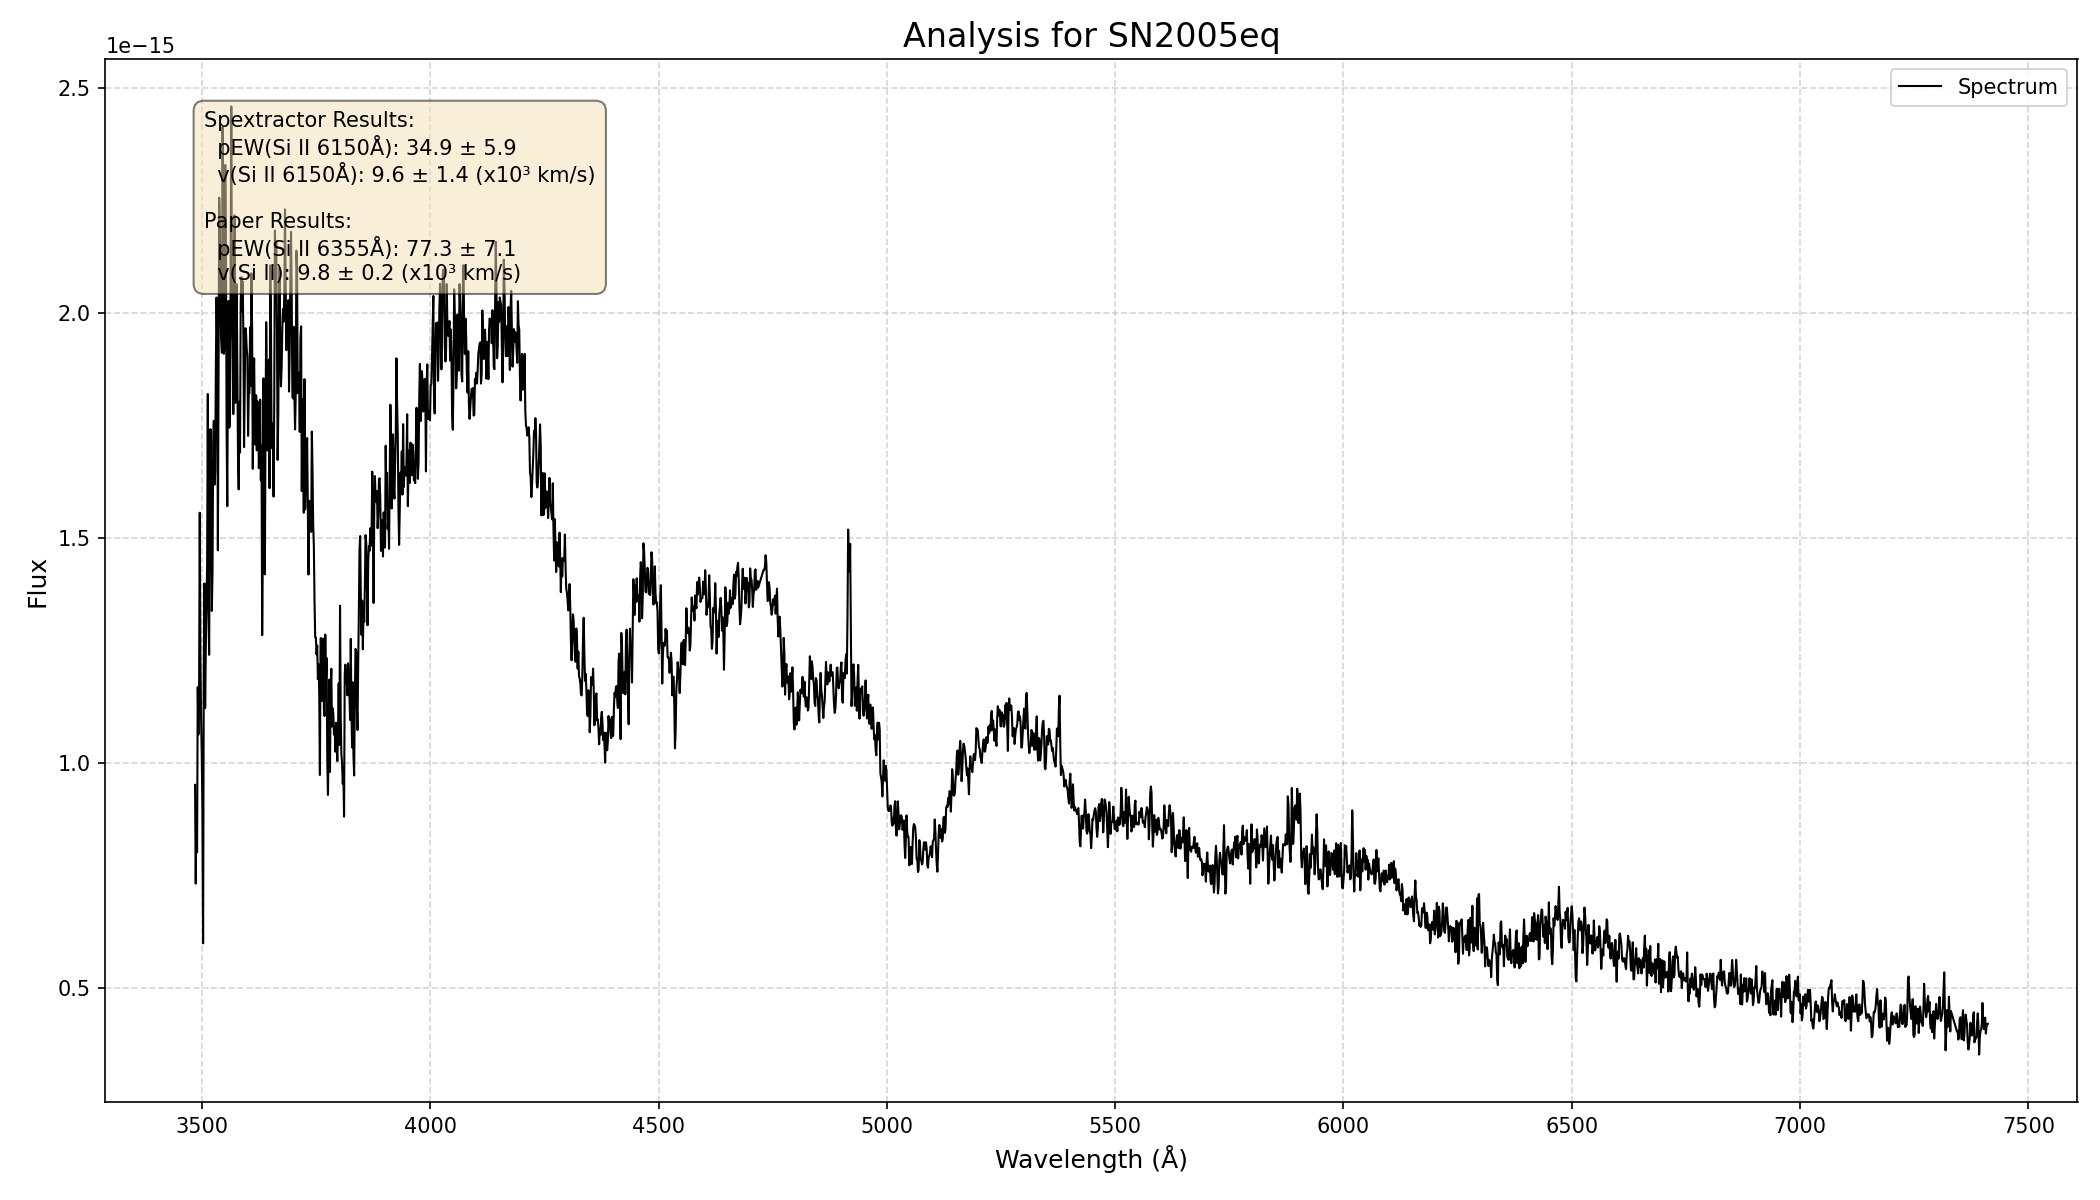 Analysis for SN2005eq
1e−15
Spectrum
Spextractor Results:
pEW(Si II 6150Å): 34.9 ± 5.9
v(Si II 6150Å): 9.6 ± 1.4 (x10³ km/s)
Paper Results:
pEW(Si II 6355Å): 77.3 ± 7.1
v(Si II): 9.8 ± 0.2 (x10³ km/s)
2.5
2.0
1.5
1.0
0.5
Flux
3500 4000 4500 5000 5500 6000 6500 7000 7500
Wavelength (Å)